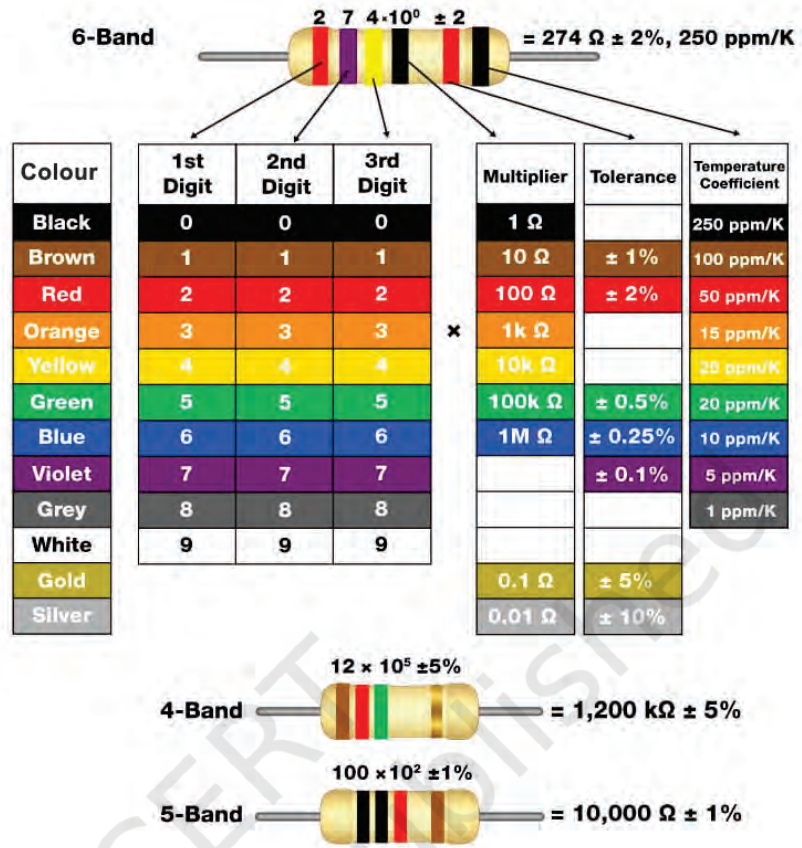 2 7 4×10⁰ ± 2
6-Band = 274 Ω ± 2%, 250 ppm/K
Colour 1st Digit 2nd Digit 3rd Digit Multiplier Tolerance Temperature Coefficient
Black 0 0 0 1 Ω 250 ppm/K
Brown 1 1 1 10 Ω ± 1% 100 ppm/K
Red 2 2 2 100 Ω ± 2% 50 ppm/K
Orange 3 3 3 × 1k Ω 15 ppm/K
Yellow 4 4 4 10k Ω 25 ppm/K
Green 5 5 5 100k Ω ± 0.5% 20 ppm/K
Blue 6 6 6 1M Ω ± 0.25% 10 ppm/K
Violet 7 7 7 ± 0.1% 5 ppm/K
Grey 8 8 8 1 ppm/K
White 9 9 9
Gold 0.1 Ω ± 5%
Silver 0.01 Ω ± 10%
12 × 10⁵ ±5%
4-Band = 1,200 kΩ ± 5%
100 × 10² ±1%
5-Band = 10,000 Ω ± 1%